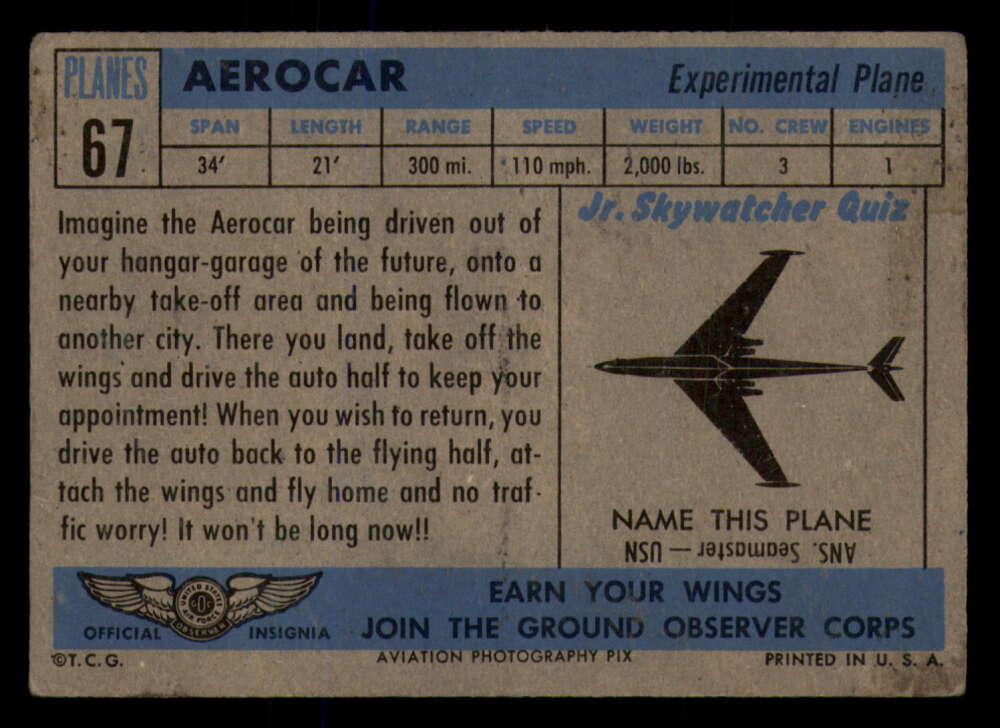 PLANES
67
AEROCAR
Experimental Plane
SPAN LENGTH RANGE SPEED WEIGHT NO. CREW ENGINES
34' 21' 300 mi. 110 mph. 2,000 lbs. 3 1
Imagine the Aerocar being driven out of
your hangar-garage of the future, onto a
nearby take-off area and being flown to
another city. There you land, take off the
wings and drive the auto half to keep your
appointment! When you wish to return, you
drive the auto back to the flying half, at-
tach the wings and fly home and no traf-
fic worry! It won't be long now!!
Jr. Skywatcher Quiz
NAME THIS PLANE
ANS. Seamaster — USN
UNITED STATES
GOC
AIR FORCE
OBSERVER
OFFICIAL INSIGNIA
EARN YOUR WINGS
JOIN THE GROUND OBSERVER CORPS
©T.C.G.
AVIATION PHOTOGRAPHY PIX
PRINTED IN U. S. A.